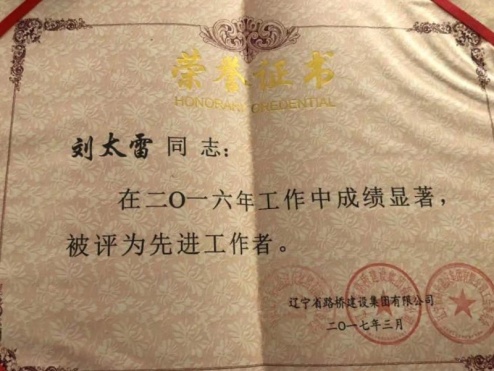 荣誉证书
HONORARY CREDENTIAL
刘太雷同志：
在二O一六年工作中成绩显著，
被评为先进工作者。
辽宁省路桥建设集团有限公司
二O一七年三月